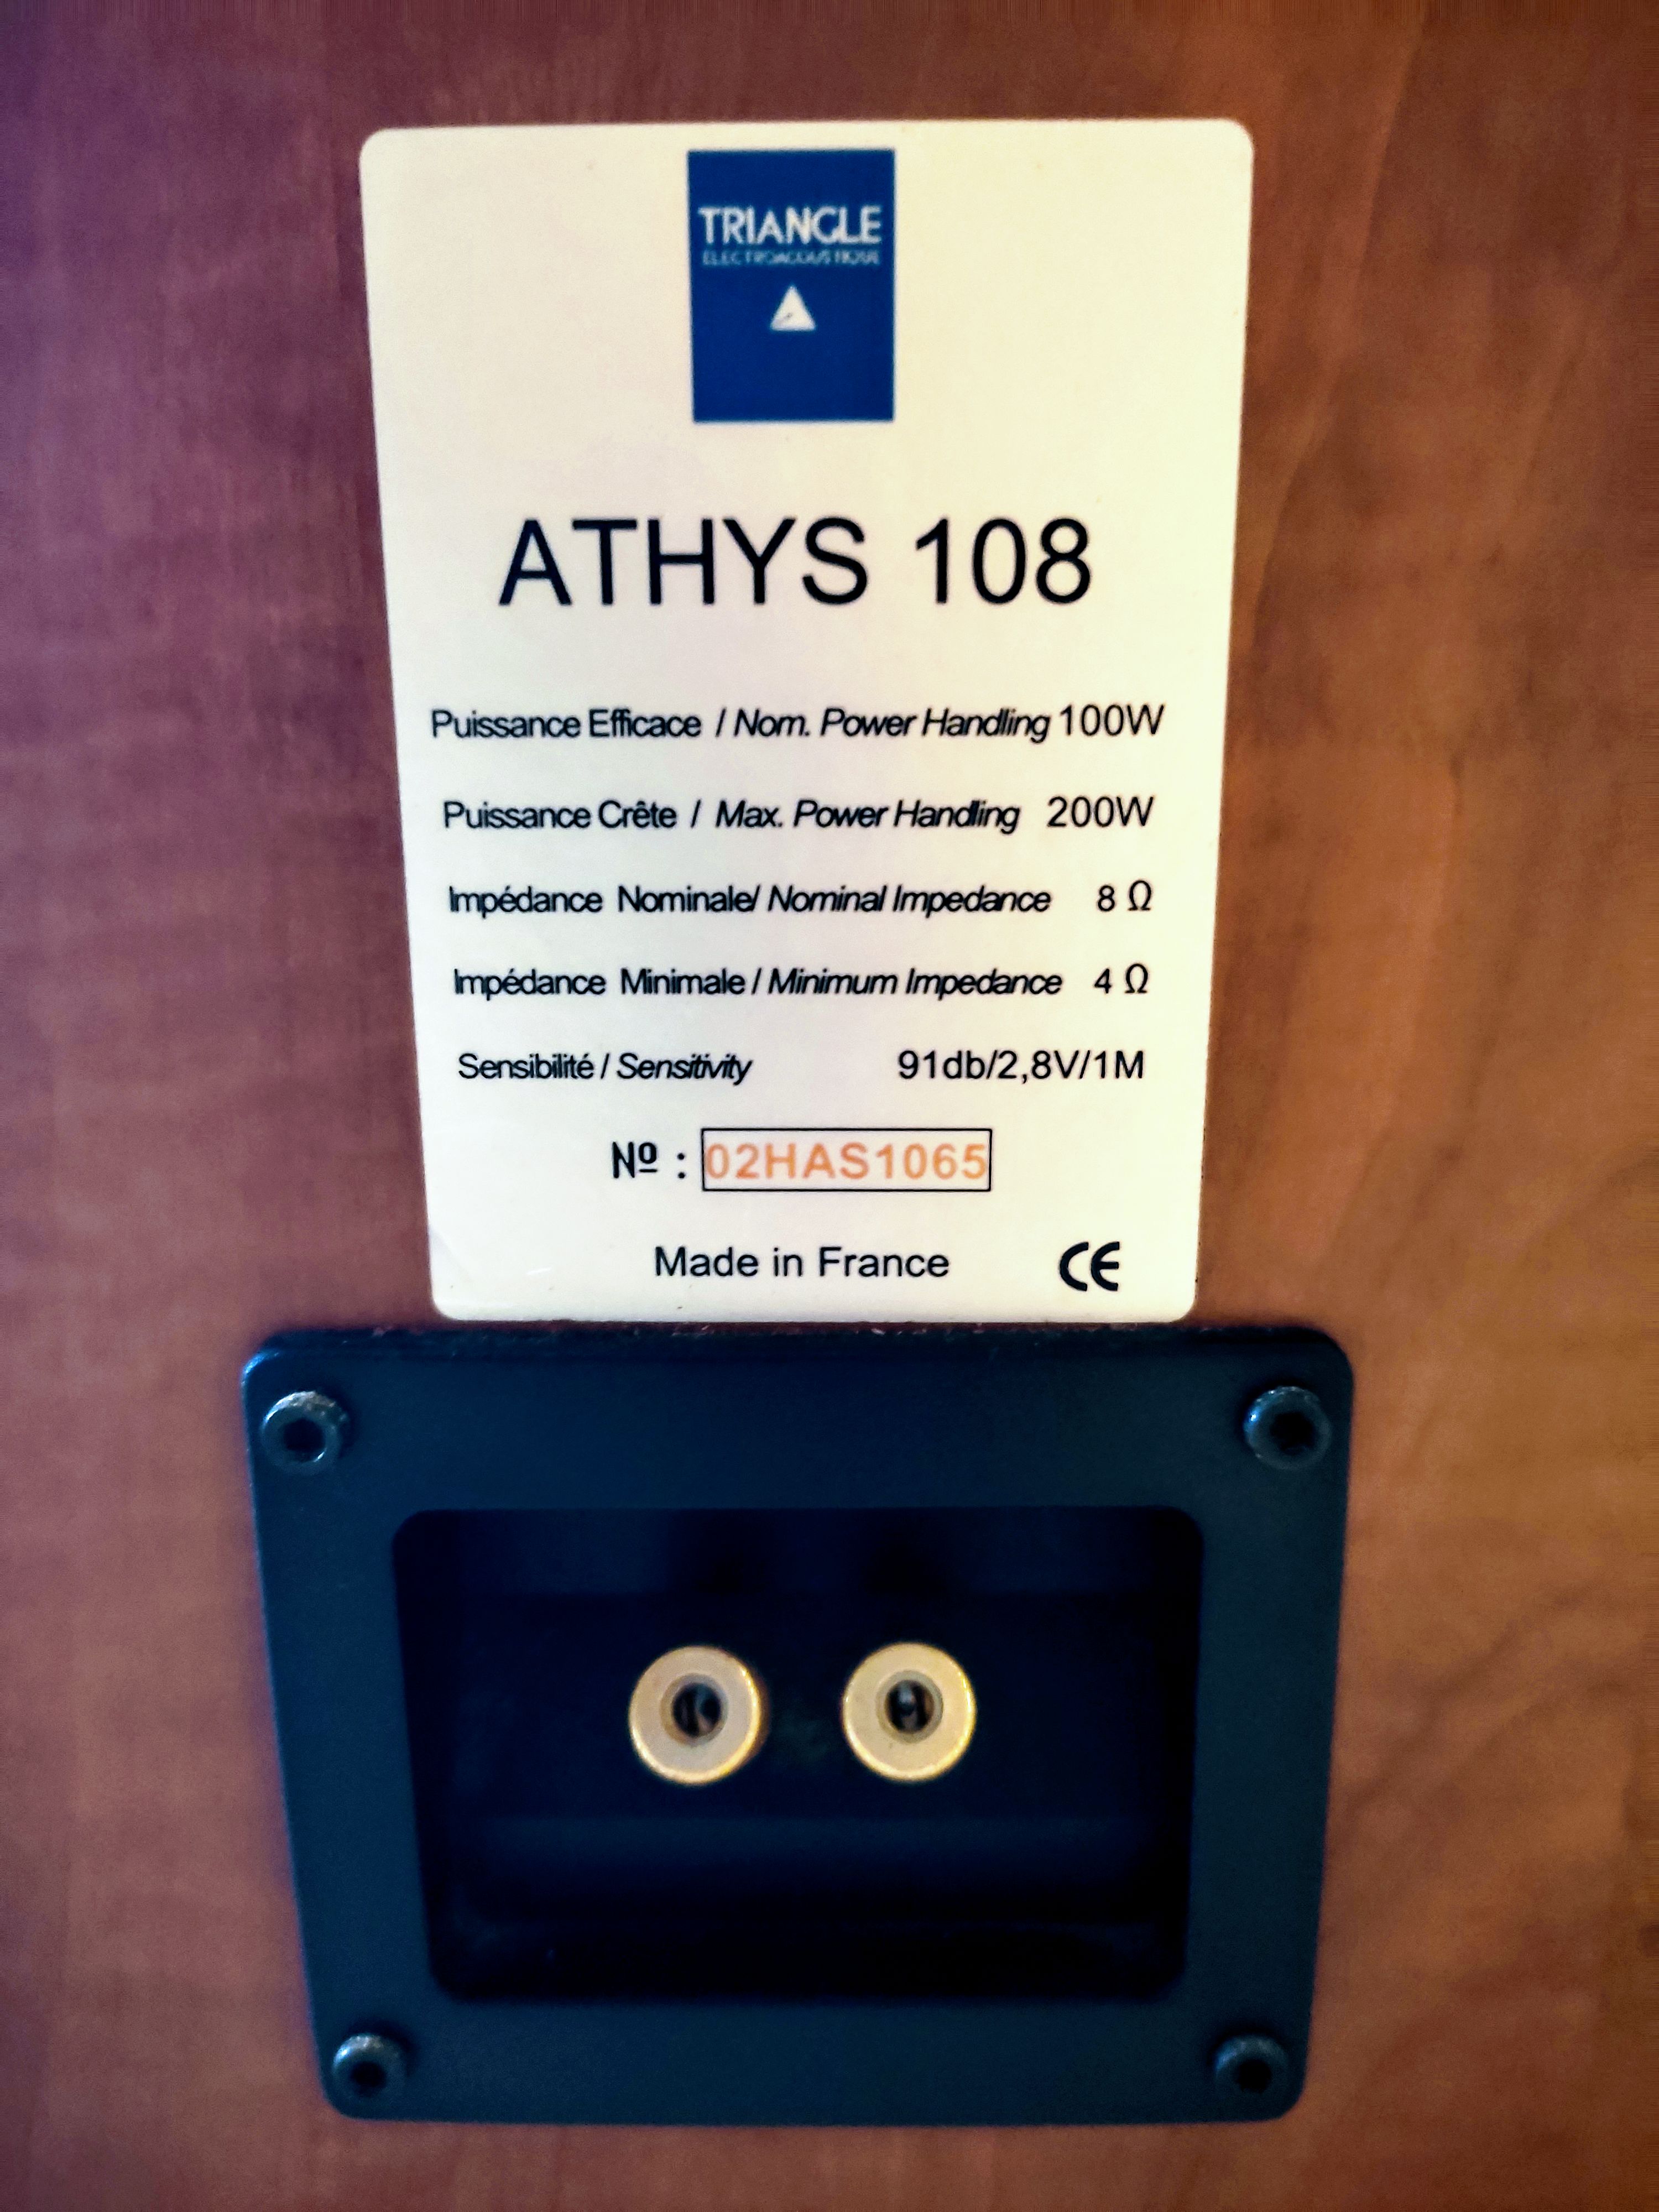 TRIANGLE
ELECTROACOUSTIQUE
ATHYS 108
Puissance Efficace / Nom. Power Handling 100W
Puissance Crête / Max. Power Handling 200W
Impédance Nominale/ Nominal Impedance 8 Ω
Impédance Minimale / Minimum Impedance 4 Ω
Sensibilité / Sensitivity 91db/2,8V/1M
Nº : 02HAS1065
Made in France CE